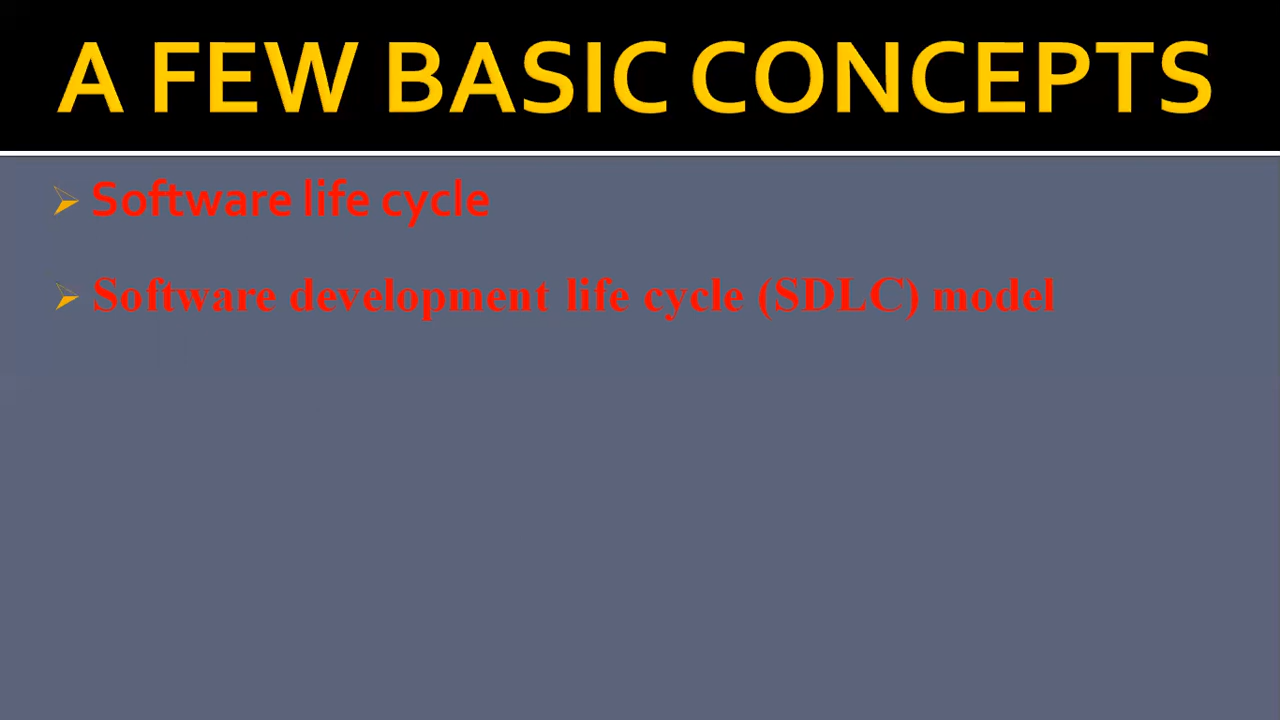 A FEW BASIC CONCEPTS
Software life cycle
Software development life cycle (SDLC) model